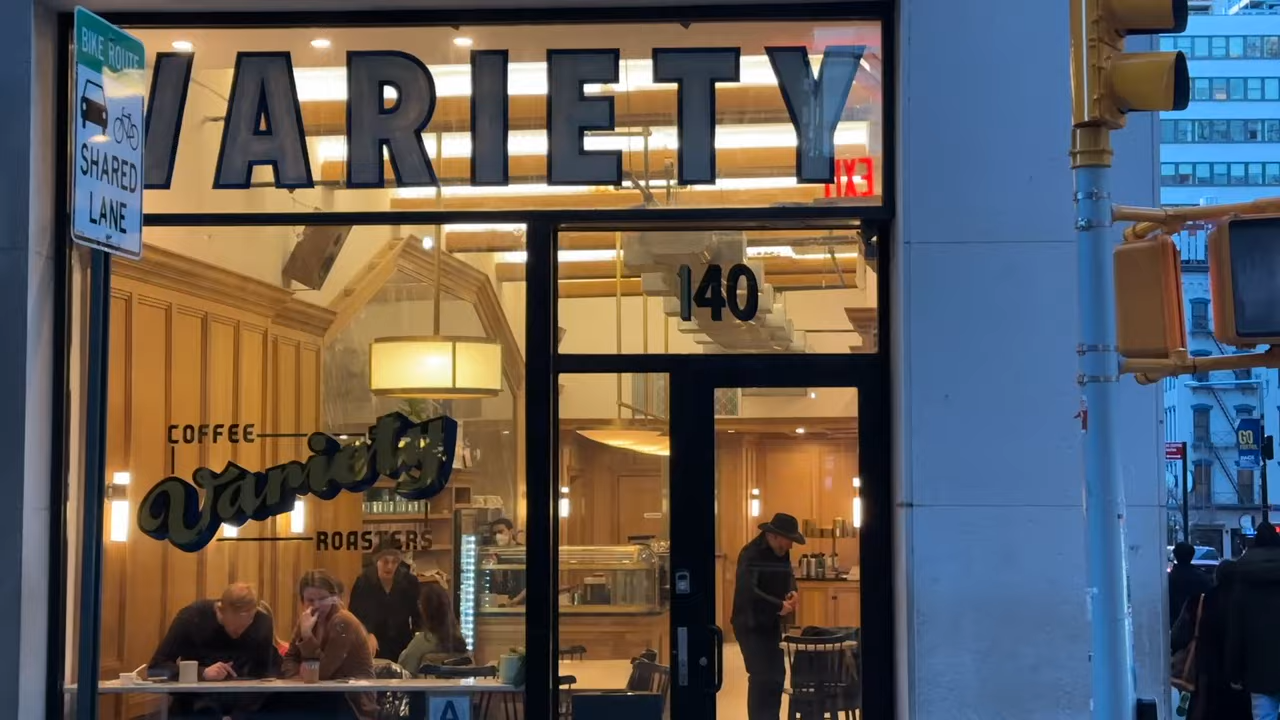 BIKE ROUTE
SHARED
LANE
VARIETY
EXIT
140
COFFEE
Variety
ROASTERS
A
GO